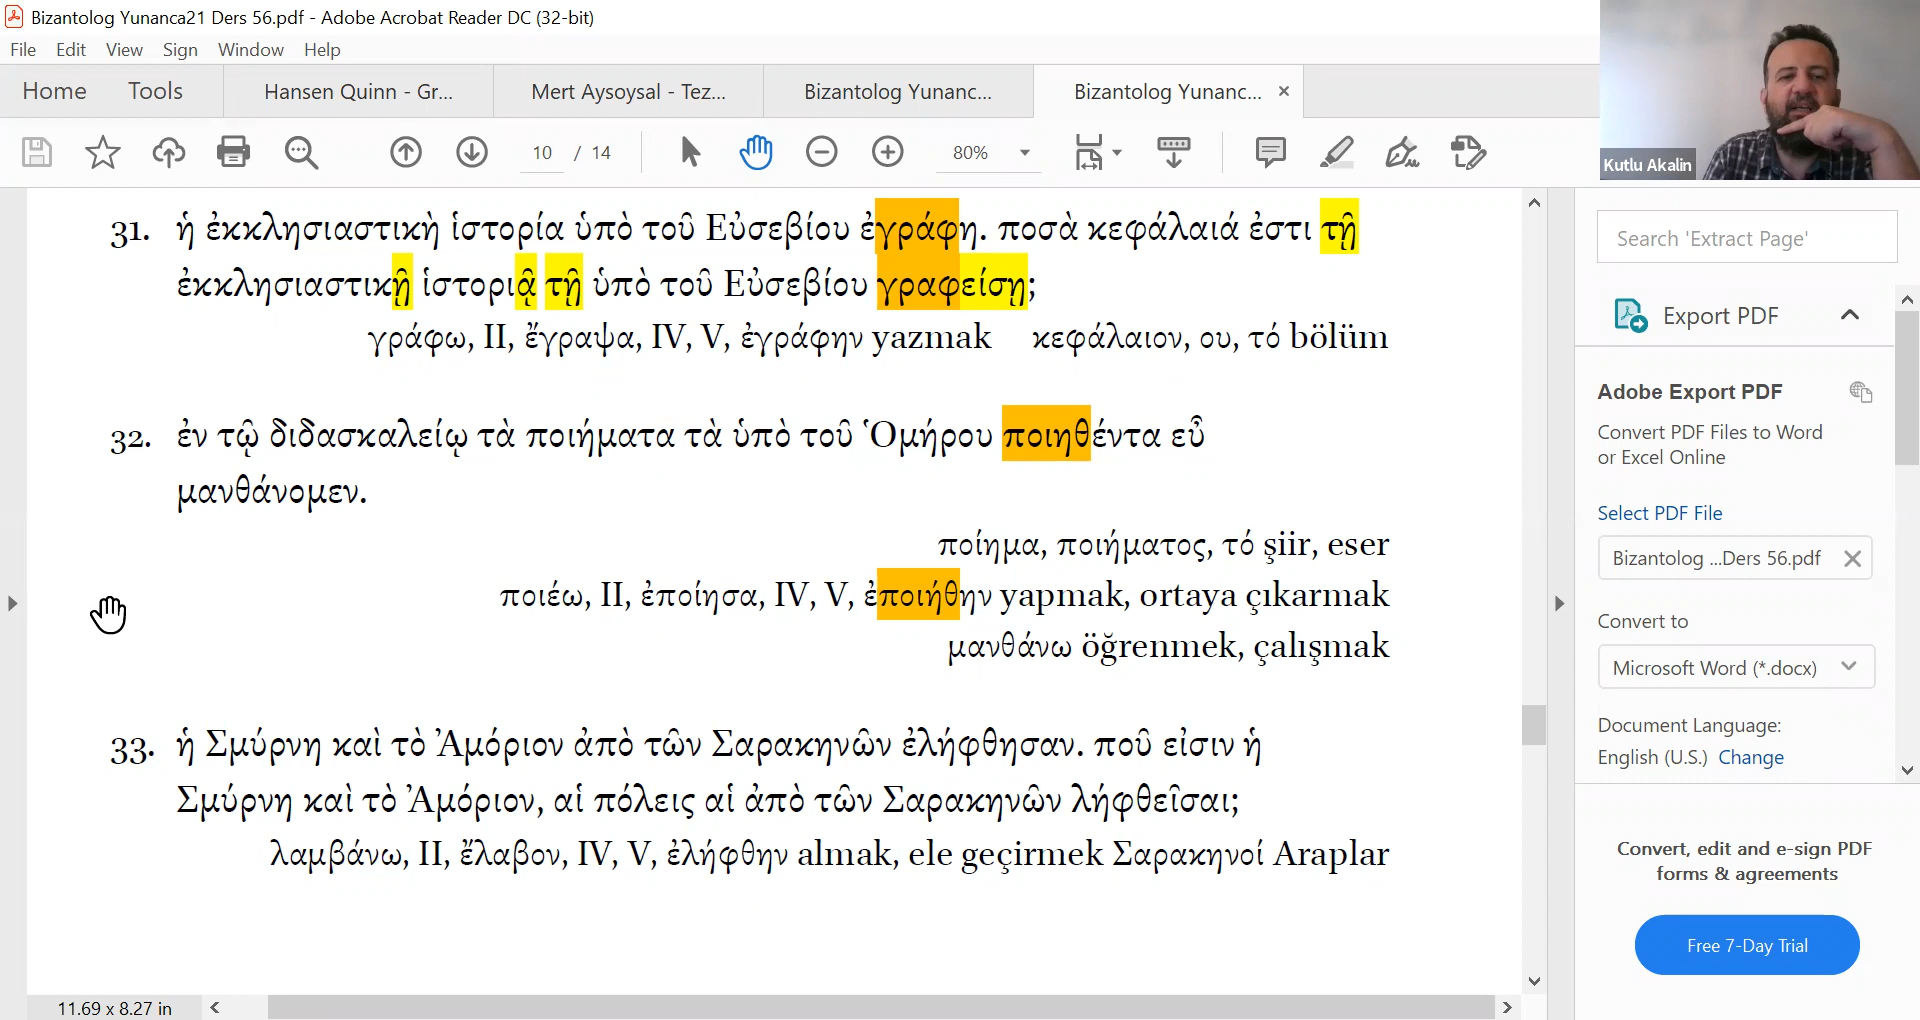 Bizantolog Yunanca21 Ders 56.pdf - Adobe Acrobat Reader DC (32-bit)
File Edit View Sign Window Help
Home Tools Hansen Quinn - Gr... Mert Aysoysal - Tez... Bizantolog Yunanc... Bizantolog Yunanc... ×
10 / 14 80%
Kutlu Akalin
31. ἡ ἐκκλησιαστικὴ ἱστορία ὑπὸ τοῦ Εὐσεβίου ἐγράφη. ποσὰ κεφάλαιά ἐστι τῇ
ἐκκλησιαστικῇ ἱστοριᾷ τῇ ὑπὸ τοῦ Εὐσεβίου γραφείσῃ;
γράφω, II, ἔγραψα, IV, V, ἐγράφην yazmak κεφάλαιον, ου, τό bölüm
32. ἐν τῷ διδασκαλείῳ τὰ ποιήματα τὰ ὑπὸ τοῦ Ὁμήρου ποιηθέντα εὖ
μανθάνομεν.
ποίημα, ποιήματος, τό şiir, eser
ποιέω, II, ἐποίησα, IV, V, ἐποιήθην yapmak, ortaya çıkarmak
μανθάνω öğrenmek, çalışmak
33. ἡ Σμύρνη καὶ τὸ Ἀμόριον ἀπὸ τῶν Σαρακηνῶν ἐλήφθησαν. ποῦ εἰσιν ἡ
Σμύρνη καὶ τὸ Ἀμόριον, αἱ πόλεις αἱ ἀπὸ τῶν Σαρακηνῶν λήφθεῖσαι;
λαμβάνω, II, ἔλαβον, IV, V, ἐλήφθην almak, ele geçirmek Σαρακηνοί Araplar
11.69 x 8.27 in
Search 'Extract Page'
Export PDF
Adobe Export PDF
Convert PDF Files to Word
or Excel Online
Select PDF File
Bizantolog ...Ders 56.pdf
Convert to
Microsoft Word (*.docx)
Document Language:
English (U.S.) Change
Convert, edit and e-sign PDF
forms & agreements
Free 7-Day Trial